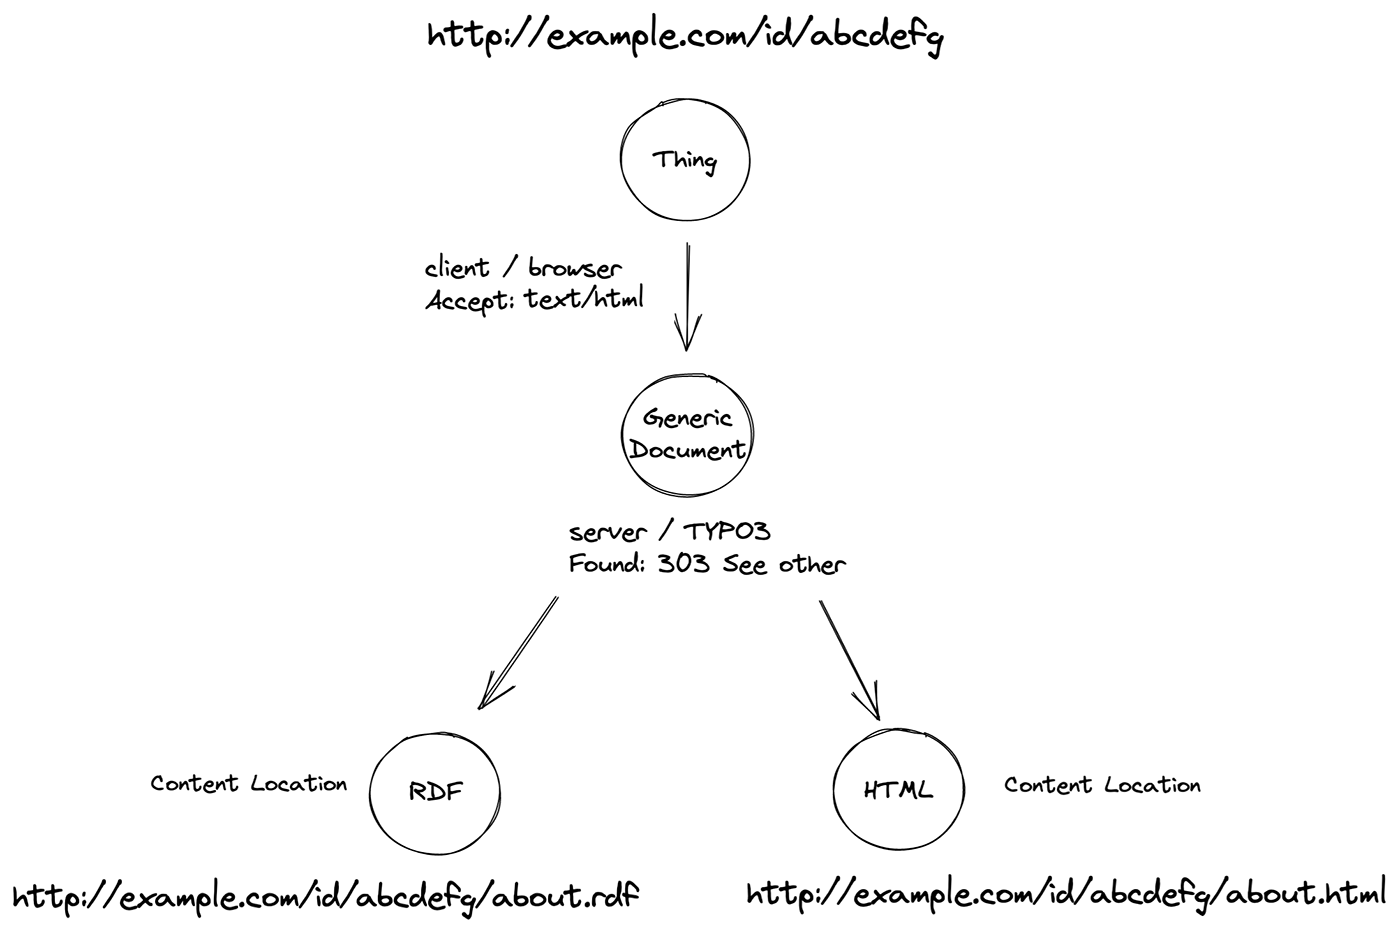 http://example.com/id/abcdefg
Thing
client / browser
Accept: text/html
Generic
Document
server / TYPO3
Found: 303 See other
Content Location
RDF
HTML
Content Location
http://example.com/id/abcdefg/about.rdf
http://example.com/id/abcdefg/about.html